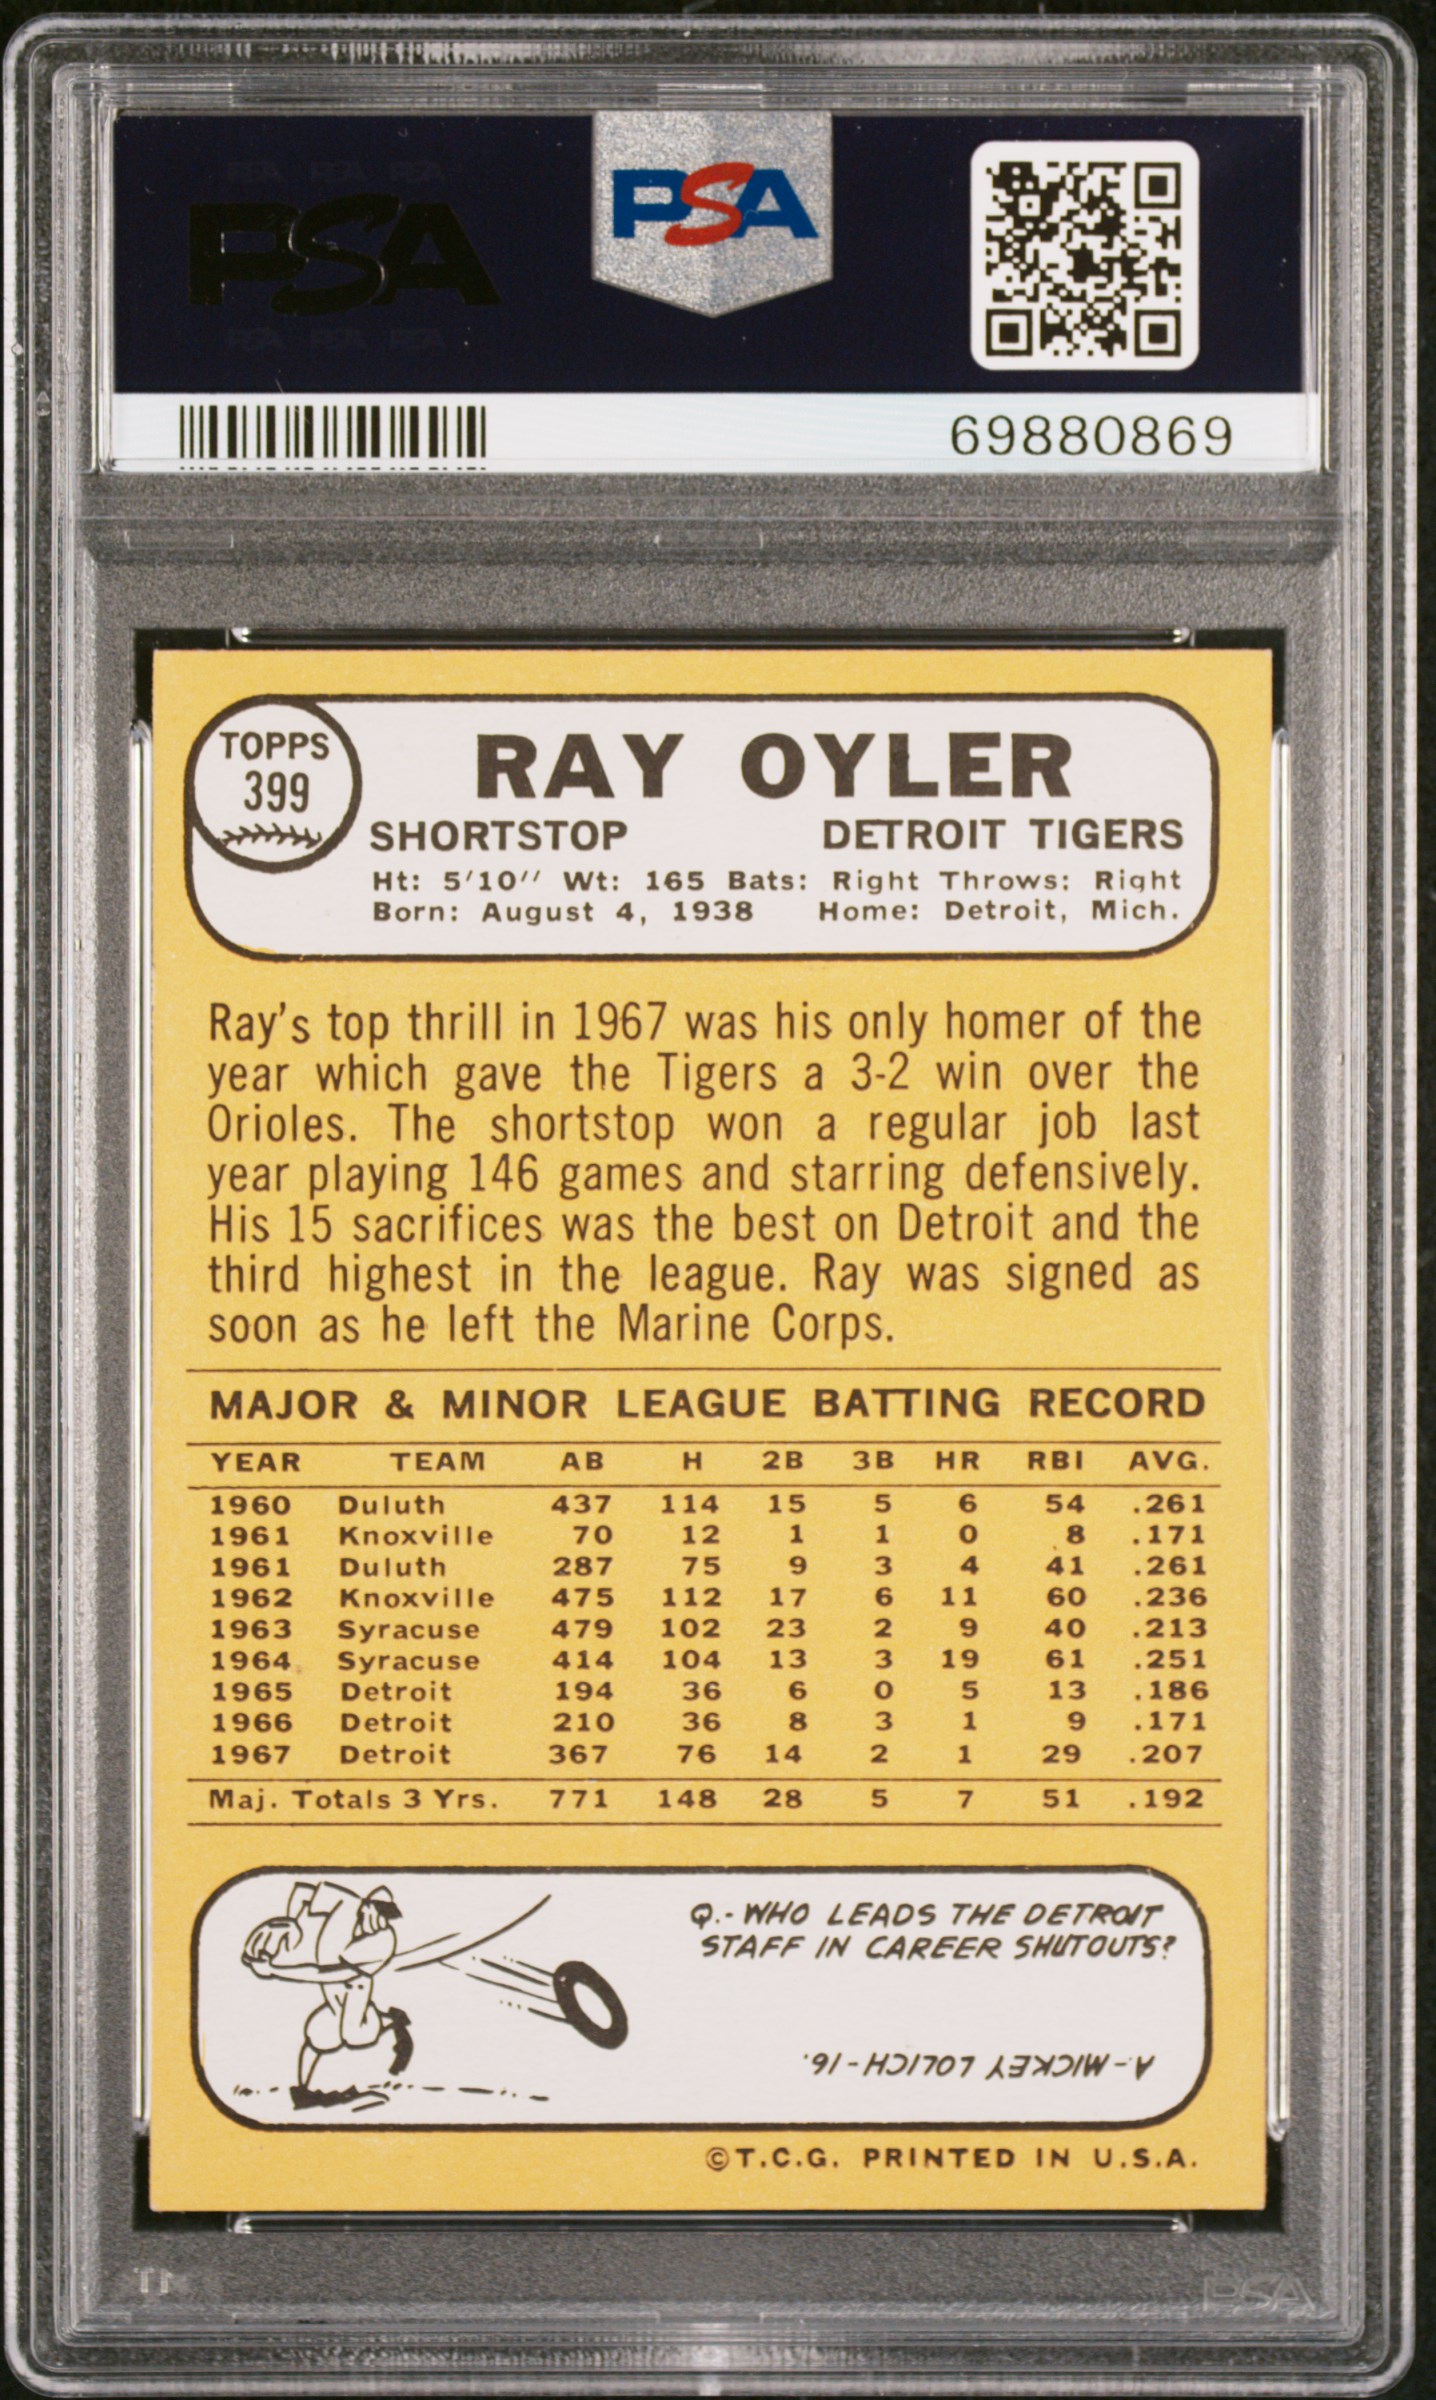 PSA
PSA
69880869
TOPPS
399
RAY OYLER
SHORTSTOP DETROIT TIGERS
Ht: 5'10'' Wt: 165 Bats: Right Throws: Right
Born: August 4, 1938 Home: Detroit, Mich.
Ray's top thrill in 1967 was his only homer of the
year which gave the Tigers a 3-2 win over the
Orioles. The shortstop won a regular job last
year playing 146 games and starring defensively.
His 15 sacrifices was the best on Detroit and the
third highest in the league. Ray was signed as
soon as he left the Marine Corps.
MAJOR & MINOR LEAGUE BATTING RECORD
YEAR TEAM AB H 2B 3B HR RBI AVG.
1960 Duluth 437 114 15 5 6 54 .261
1961 Knoxville 70 12 1 1 0 8 .171
1961 Duluth 287 75 9 3 4 41 .261
1962 Knoxville 475 112 17 6 11 60 .236
1963 Syracuse 479 102 23 2 9 40 .213
1964 Syracuse 414 104 13 3 19 61 .251
1965 Detroit 194 36 6 0 5 13 .186
1966 Detroit 210 36 8 3 1 9 .171
1967 Detroit 367 76 14 2 1 29 .207
Maj. Totals 3 Yrs. 771 148 28 5 7 51 .192
Q.- WHO LEADS THE DETROIT
STAFF IN CAREER SHUTOUTS?
A.- MICKEY LOLICH - 16.
©T.C.G. PRINTED IN U.S.A.
PSA